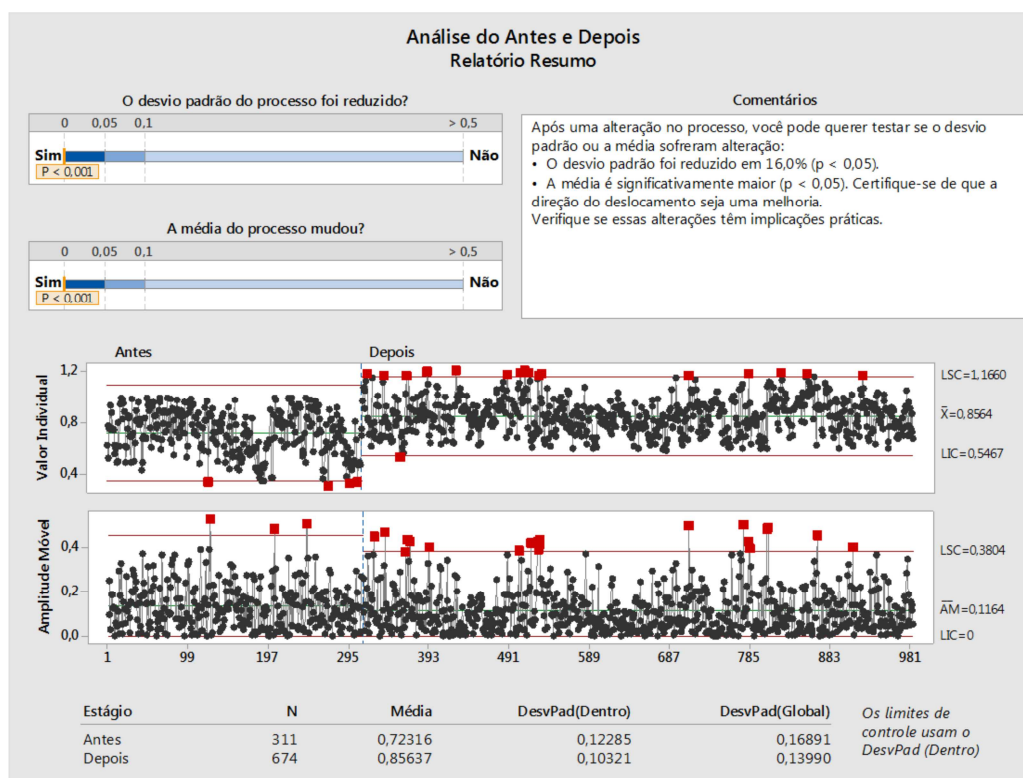 Análise do Antes e Depois
Relatório Resumo
O desvio padrão do processo foi reduzido?
0 0,05 0,1 > 0,5
Sim Não
P < 0,001
A média do processo mudou?
0 0,05 0,1 > 0,5
Sim Não
P < 0,001
Comentários
Após uma alteração no processo, você pode querer testar se o desvio
padrão ou a média sofreram alteração:
• O desvio padrão foi reduzido em 16,0% (p < 0,05).
• A média é significativamente maior (p < 0,05). Certifique-se de que a
direção do deslocamento seja uma melhoria.
Verifique se essas alterações têm implicações práticas.
Antes Depois
Valor Individual
1,2
0,8
0,4
LSC=1,1660
X̄=0,8564
LIC=0,5467
Amplitude Móvel
0,4
0,2
0,0
LSC=0,3804
A̅M̅=0,1164
LIC=0
1 99 197 295 393 491 589 687 785 883 981
Estágio N Média DesvPad(Dentro) DesvPad(Global)
Antes 311 0,72316 0,12285 0,16891
Depois 674 0,85637 0,10321 0,13990
Os limites de
controle usam o
DesvPad (Dentro)